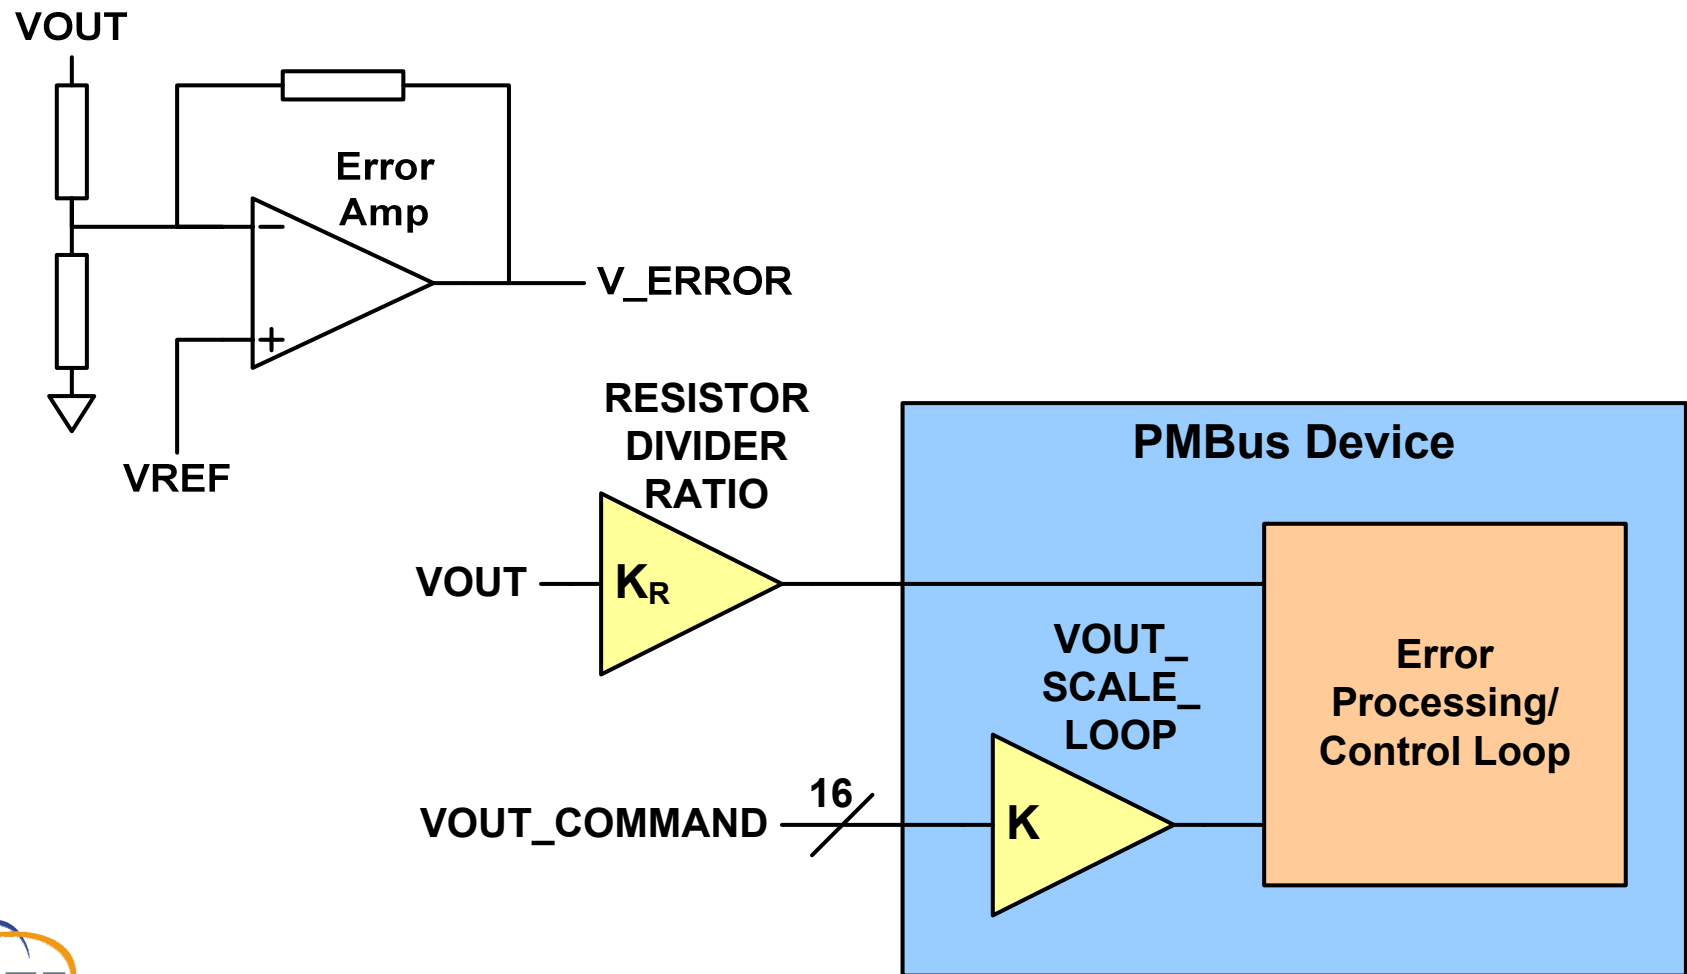 VOUT
Error
Amp
−
+
V_ERROR
VREF
RESISTOR
DIVIDER
RATIO
VOUT
KR
PMBus Device
VOUT_
SCALE_
LOOP
Error
Processing/
Control Loop
VOUT_COMMAND
16
K